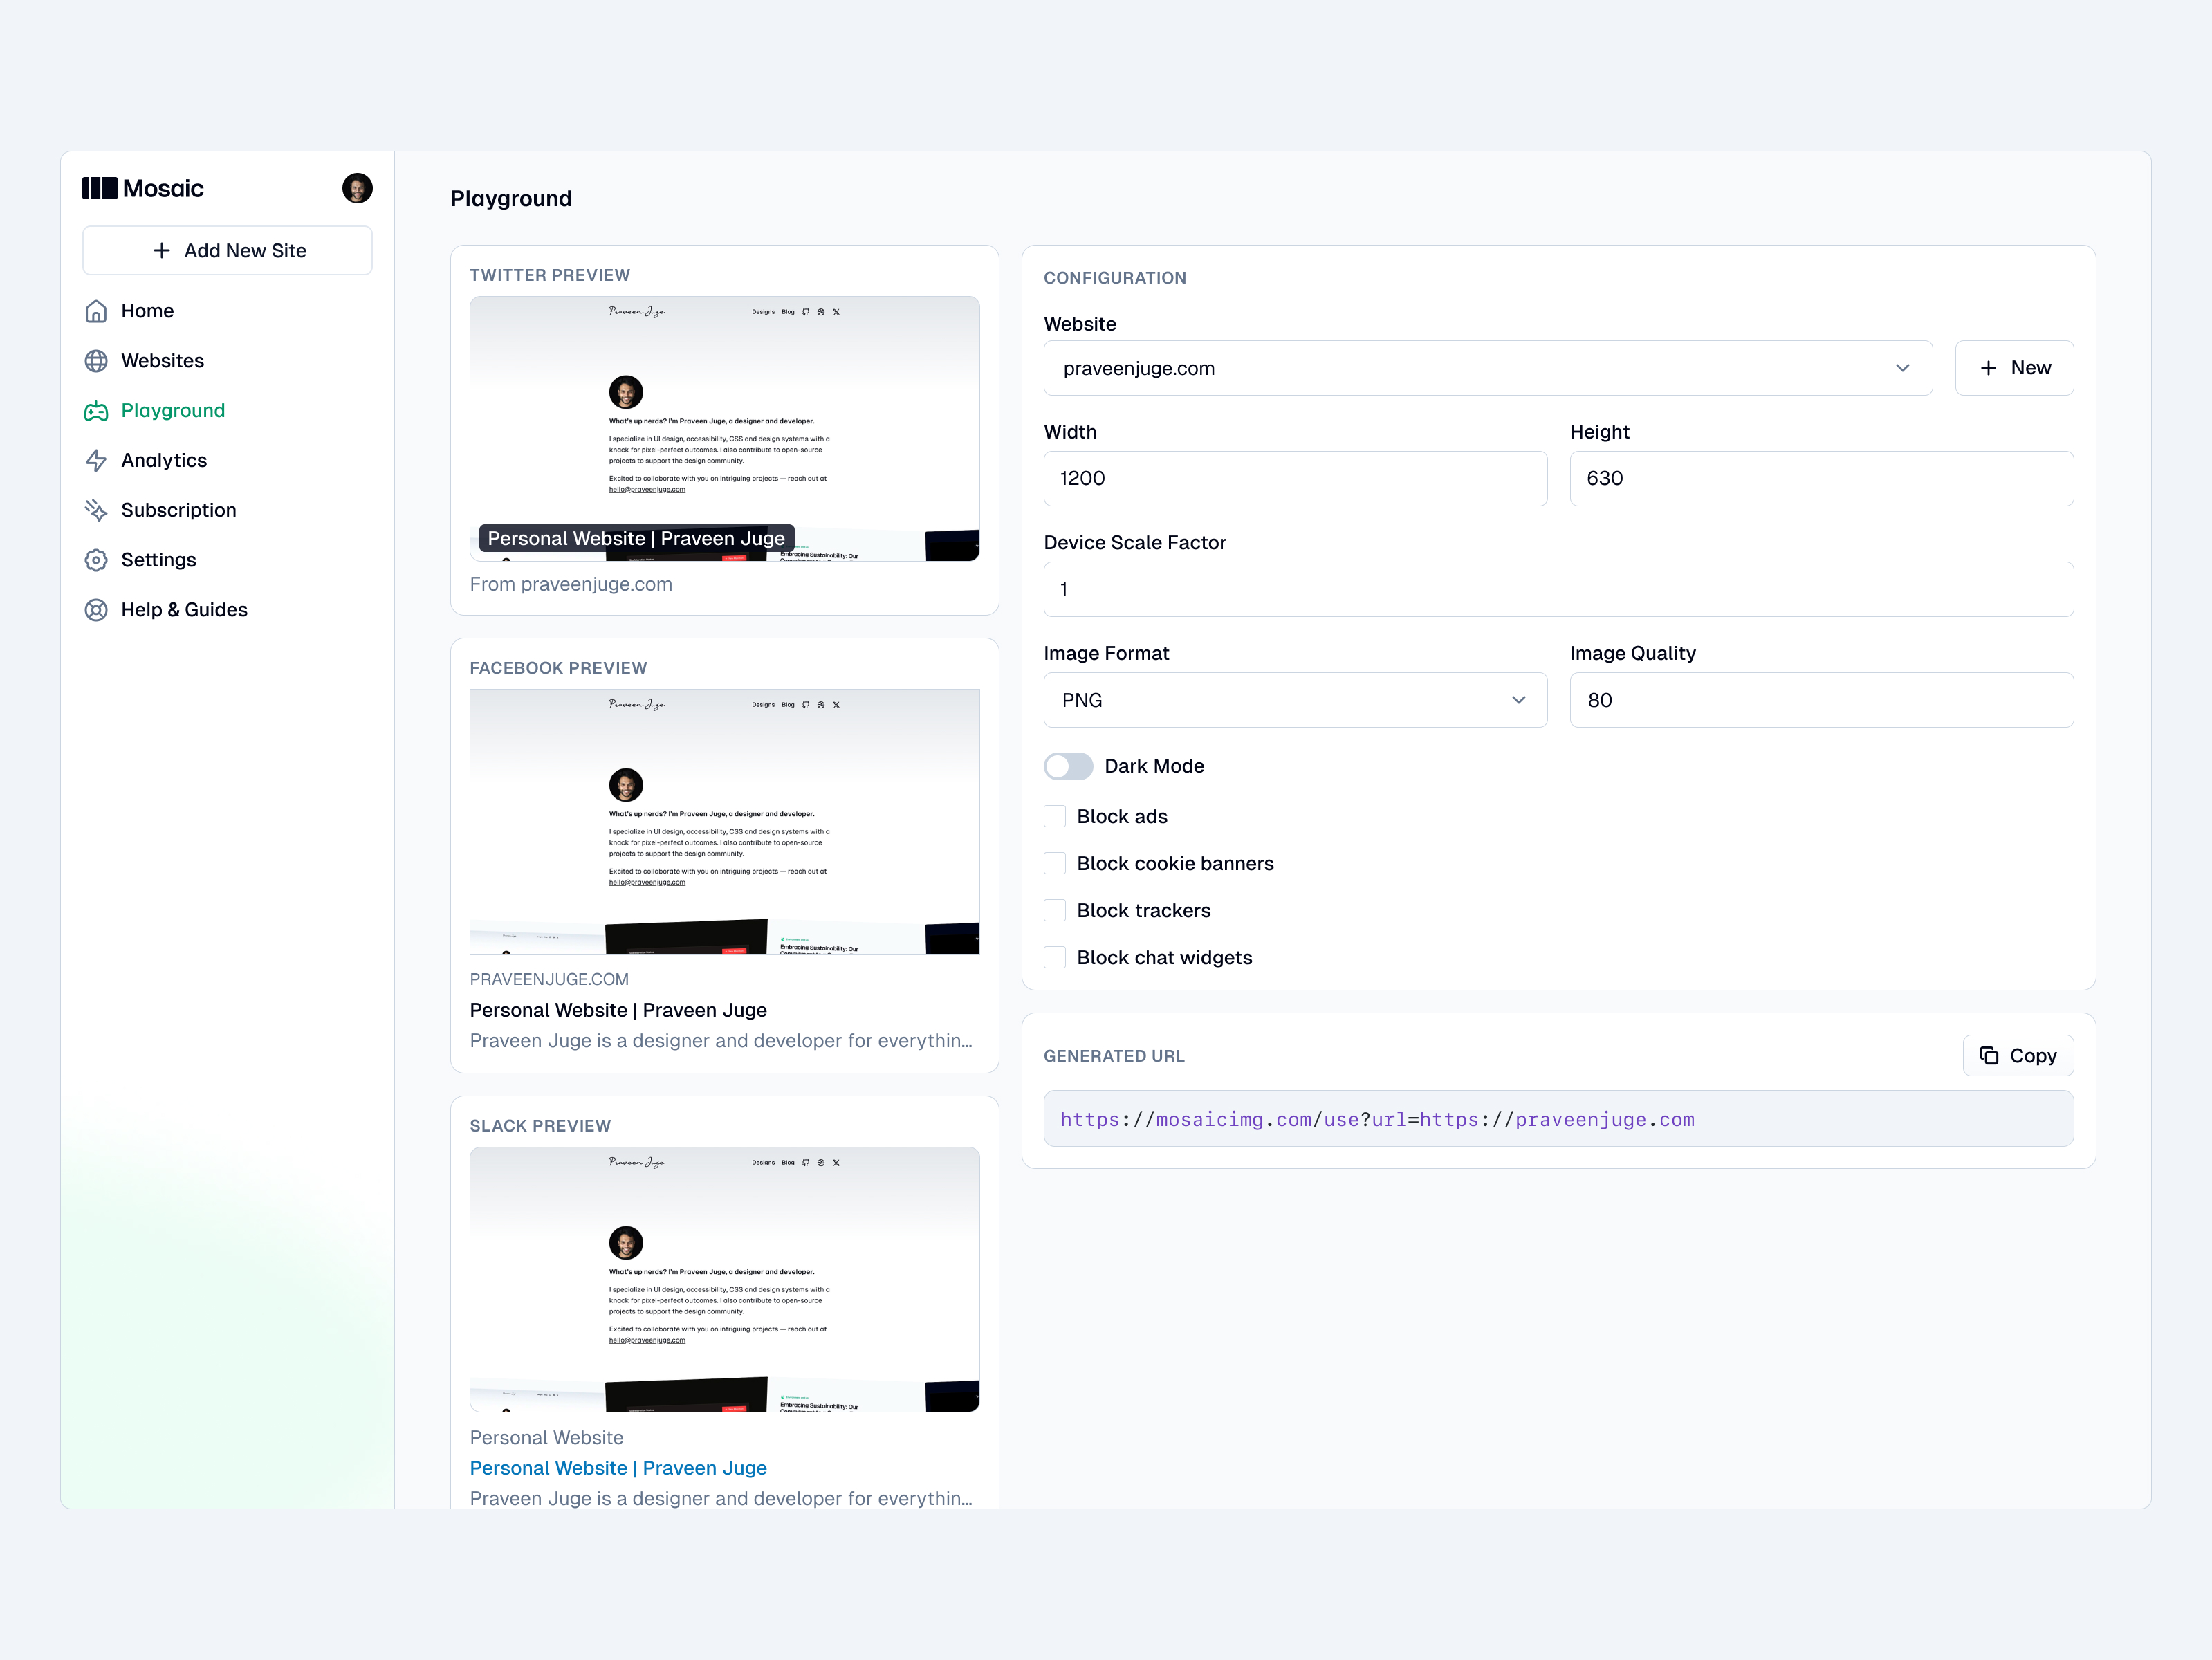 Mosaic
Add New Site
Home
Websites
Playground
Analytics
Subscription
Settings
Help & Guides
Playground
TWITTER PREVIEW
Praveen Juge
Designs Blog
What's up nerds? I'm Praveen Juge, a designer and developer.
I specialize in UI design, accessibility, CSS and design systems with a
knack for pixel-perfect outcomes. I also contribute to open-source
projects to support the design community.
Excited to collaborate with you on intriguing projects — reach out at
hello@praveenjuge.com
Personal Website | Praveen Juge
Embracing Sustainability: Our
From praveenjuge.com
FACEBOOK PREVIEW
Praveen Juge
Designs Blog
What's up nerds? I'm Praveen Juge, a designer and developer.
I specialize in UI design, accessibility, CSS and design systems with a
knack for pixel-perfect outcomes. I also contribute to open-source
projects to support the design community.
Excited to collaborate with you on intriguing projects — reach out at
hello@praveenjuge.com
Embracing Sustainability: Our
PRAVEENJUGE.COM
Personal Website | Praveen Juge
Praveen Juge is a designer and developer for everythin...
SLACK PREVIEW
Praveen Juge
Designs Blog
What's up nerds? I'm Praveen Juge, a designer and developer.
I specialize in UI design, accessibility, CSS and design systems with a
knack for pixel-perfect outcomes. I also contribute to open-source
projects to support the design community.
Excited to collaborate with you on intriguing projects — reach out at
hello@praveenjuge.com
Embracing Sustainability: Our
Personal Website
Personal Website | Praveen Juge
Praveen Juge is a designer and developer for everythin...
CONFIGURATION
Website
praveenjuge.com
New
Width
Height
1200
630
Device Scale Factor
1
Image Format
Image Quality
PNG
80
Dark Mode
Block ads
Block cookie banners
Block trackers
Block chat widgets
GENERATED URL
Copy
https://mosaicimg.com/use?url=https://praveenjuge.com